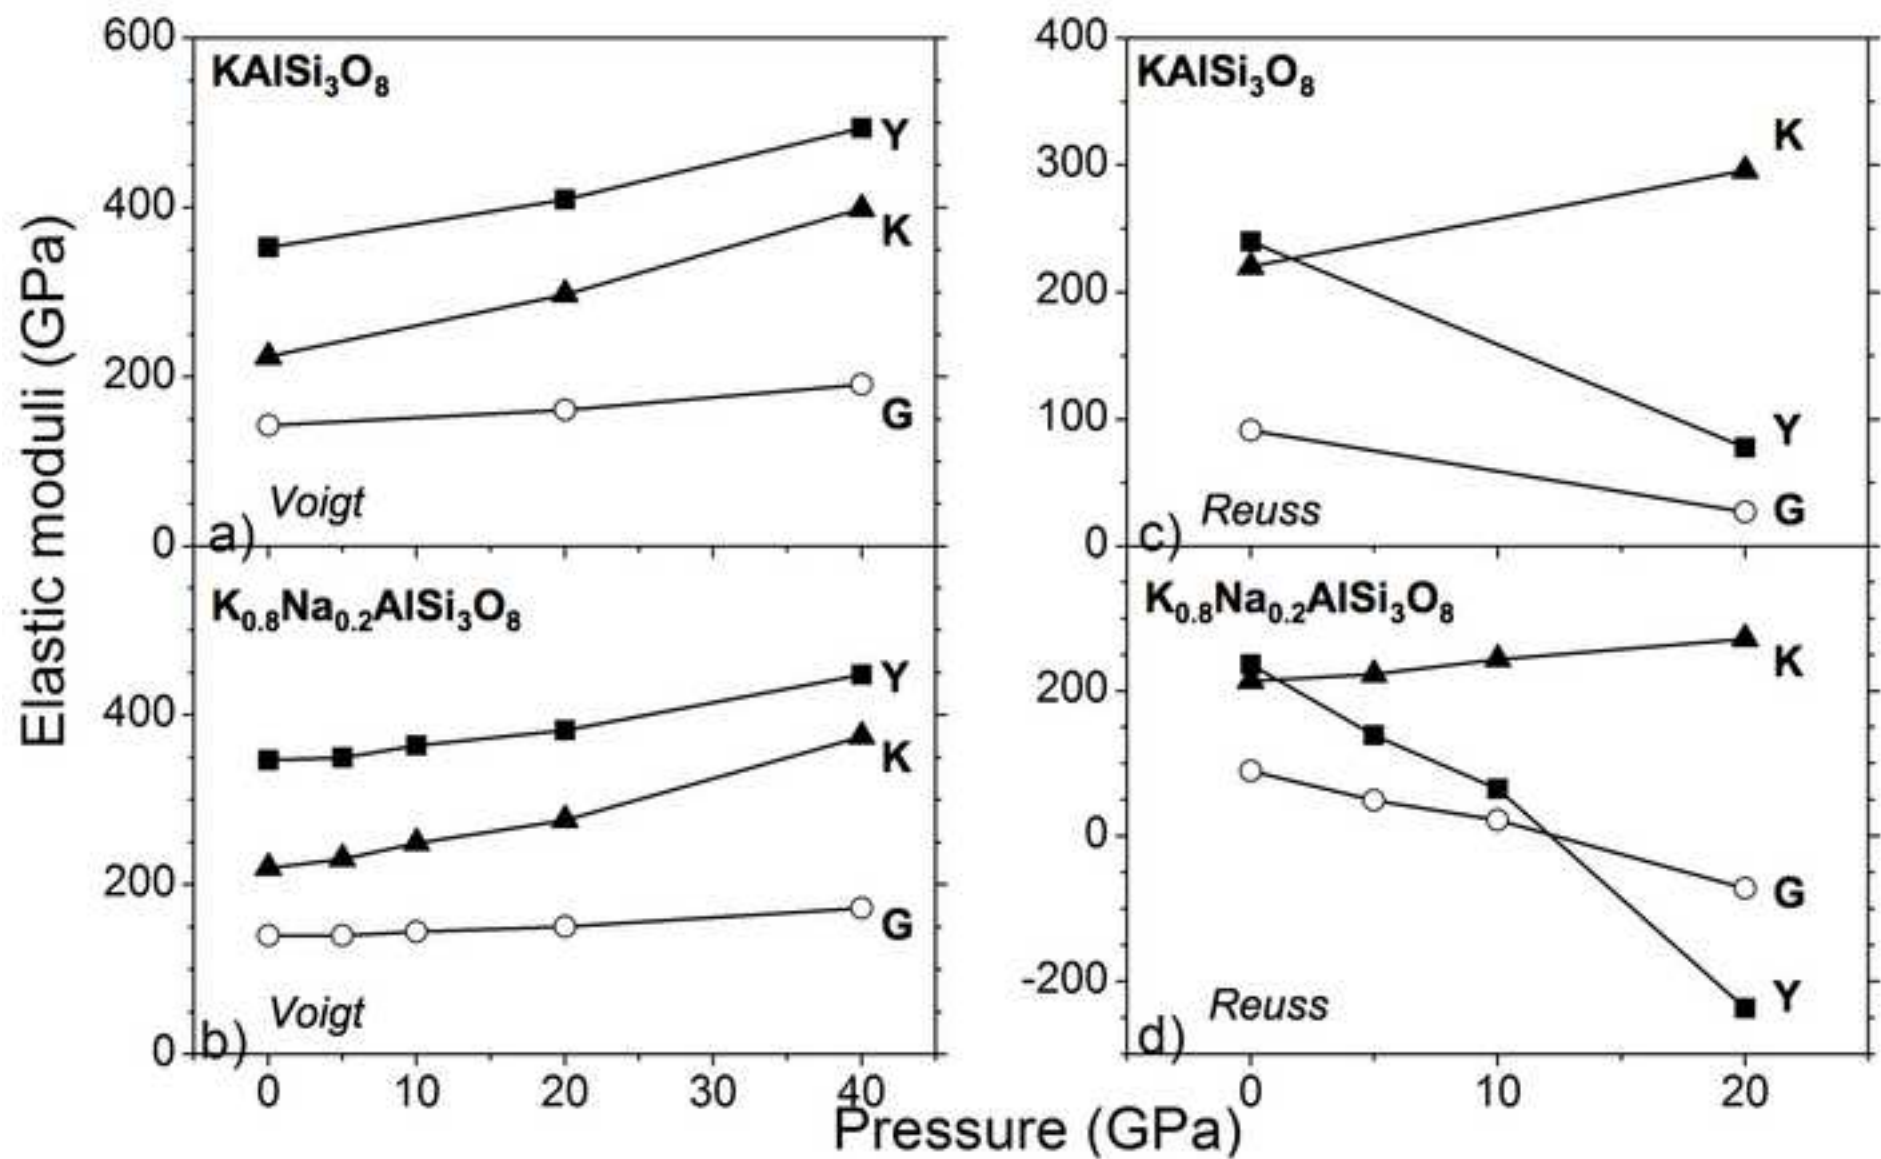 Elastic moduli (GPa)
600
400
200
0
KAlSi₃O₈
Y
K
G
Voigt
a)
400
200
0
K₀.₈Na₀.₂AlSi₃O₈
Y
K
G
Voigt
b)
0 10 20 30 40
400
300
200
100
0
KAlSi₃O₈
K
Y
G
Reuss
c)
200
0
-200
K₀.₈Na₀.₂AlSi₃O₈
K
G
Y
Reuss
d)
0 10 20
Pressure (GPa)